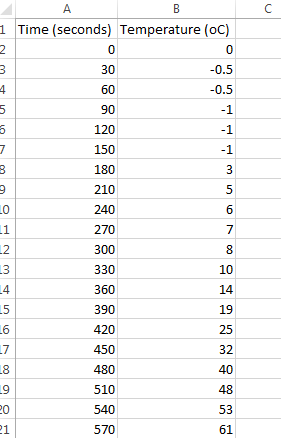 A B C
1 Time (seconds) Temperature (oC)
2 0 0
3 30 -0.5
4 60 -0.5
5 90 -1
6 120 -1
7 150 -1
8 180 3
9 210 5
10 240 6
11 270 7
12 300 8
13 330 10
14 360 14
15 390 19
16 420 25
17 450 32
18 480 40
19 510 48
20 540 53
21 570 61